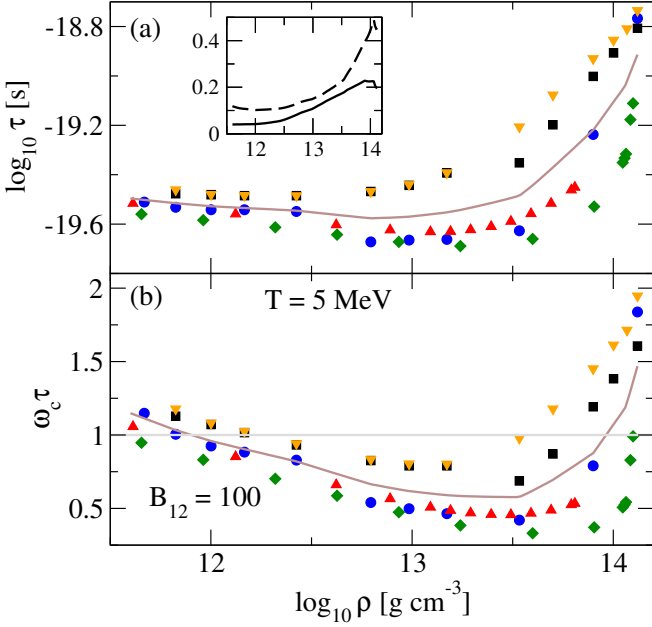 (a)
-18.8
-19.2
-19.6
log₁₀ τ [s]
0.4
0.2
0
12 13 14
(b)
T = 5 MeV
2
1.5
1
0.5
ω_c τ
B₁₂ = 100
12 13 14
log₁₀ ρ [g cm⁻³]